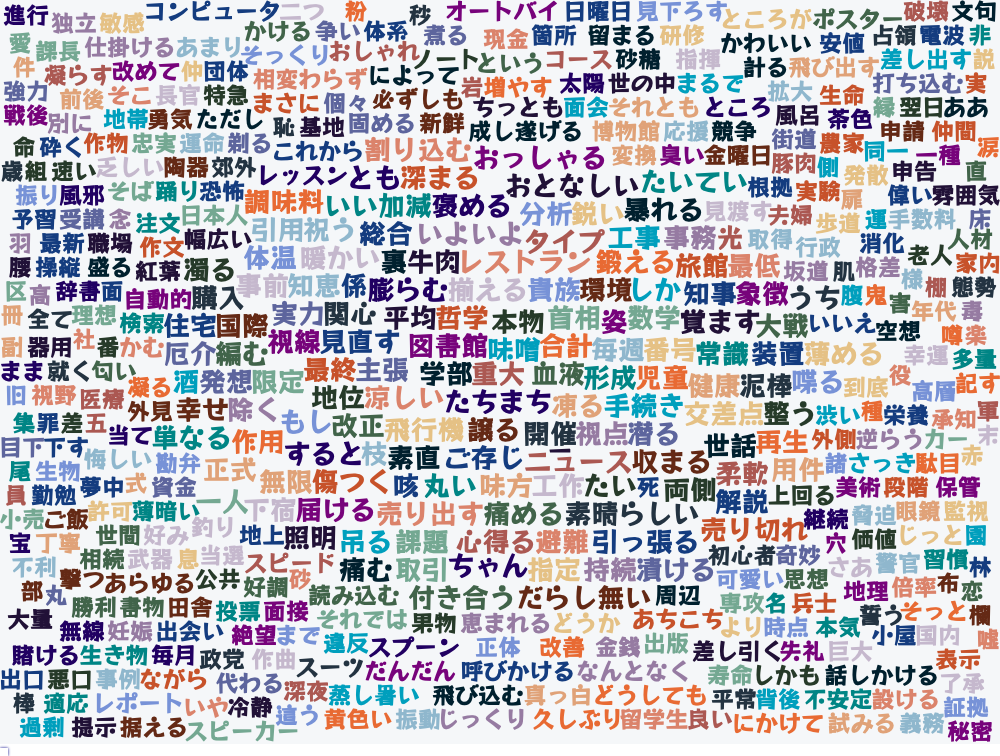 進行 独立 敏感 コンピュータ 二つ 粉 秒 オートバイ 日曜日 見下ろす ところが ポスター 破壊 文句
愛 課長 仕掛ける あまり かける 争い 体系 煮る 現金 箇所 留まる 研修 かわいい 安値 占領 電波 非
件 凝らす 改めて 仲 団体 そっくり おしゃれ ノート という コース 砂糖 指揮 計る 飛び出す 差し出す 説
強力 前後 そこ 長官 特急 相変わらず によって 岩 増やす 太陽 世の中 まるで 拡大 生命 打ち込む 実
戦後 別に 地帯 勇気 ただし まさに 個々 必ずしも ちっとも 面会 それとも ところ 風呂 茶色 縁 翌日 ああ
命 砕く 作物 忠実 運命 剃る 恥 基地 固める 新鮮 成し遂げる 博物館 応援 競争 街道 農家 申請 仲間 涙
歳 組 速い 乏しい 陶器 郊外 これから 割り込む おっしゃる 変換 臭い 金曜日 豚肉 側 同一 申告 一種 直
振り 風邪 そば 踊り 恐怖 レッスン とも 深まる おとなしい たいてい 根拠 実験 扉 発散 偉い 雰囲気
予習 受講 念 注文 日本人 調味料 いい加減 褒める 分析 鋭い 暴れる 見渡す 夫婦 歩道 運 手数料 床
羽 最新 職場 作文 幅広い 引用 祝う 総合 いよいよ タイプ 工事 事務 光 取得 行政 消化 老人 人材
腰 操縦 盛る 紅葉 濁る 体温 暖かい 裏 牛肉 レストラン 鍛える 旅館 最低 坂道 肌 格差 様 棚 家内 態勢
区 高 辞書 面 自動的 購入 事前 知恵 係 膨らむ 揃える 貴族 環境 しか 知事 象徴 うち 腹 鬼 害 年代 毒
冊 全て 理想 検索 住宅 国際 実力 関心 平均 哲学 本物 首相 姿 数学 覚ます 大戦 いいえ 空想 噂 楽
副 器用 社 番 かむ 厄介 編む 視線 見直す 図書館 味噌 合計 毎週 番号 常識 装置 薄める 幸運 多量
まま 就く 匂い 凝る 酒 発想 限定 最終 主張 学部 重大 血液 形成 児童 健康 泥棒 喋る 到底 役 高層 記す
旧 視野 医療 外見 幸せ 除く 地位 涼しい たちまち 凍る 手続き 交差点 整う 渋い 種 栄養 承知 軍
集 罪 差 五 当て 単なる 作用 もし 改正 飛行機 譲る 開催 視点 潜る 世話 再生 外側 逆らう カー 末
目下 下す 悔しい 勘弁 正式 すると 枝 素直 ご存じ ニュース 収まる 柔軟 用件 諸 さっき 駄目 赤
尾 生物 夢中 式 資金 無限 傷つく 咳 丸い 味方 工作 たい 死 両側 解説 上回る 美術 段階 保管
員 勤勉 許可 薄暗い 一人 下宿 届ける 売り出す 痛める 素晴らしい 売り切れ 継続 脅迫 眼鏡 監視
小売 ご飯 世間 好み 釣り 地上 照明 吊る 課題 心得る 避難 引っ張る 初心者 奇妙 穴 価値 じっと 園
宝 丁寧 相続 武器 息 当選 スピード 痛む 取引 ちゃん 指定 持続 漬ける 可愛い 思想 さあ 警官 習慣 林
不利 撃つ あらゆる 公共 好調 砂 読み込む 付き合う だらし無い 周辺 専攻 名 兵士 地理 倍率 布 恋
部 丸 勝利 書物 田舎 投票 面接 それでは 果物 恵まれる どうか あちこち より 時点 本気 誓う そっと 欄
大量 無線 妊娠 出会い 絶望 まで 違反 スプーン 正体 改善 金銭 出版 差し引く 失礼 巨大 小屋 国内 嘘
賭ける 生き物 毎月 政党 作曲 スーツ だんだん 呼びかける なんとなく 寿命 しかも 話しかける 表示 了承
出口 悪口 事例 ながら 代わる 深夜 蒸し暑い 飛び込む 真っ白 どうしても 平常 背後 不安定 設ける 証拠
棒 適応 レポート いや 冷静 違う 黄色い 振動 じっくり 久しぶり 留学生 良い にかけて 試みる 義務 秘密
過剰 提示 据える スピーカー